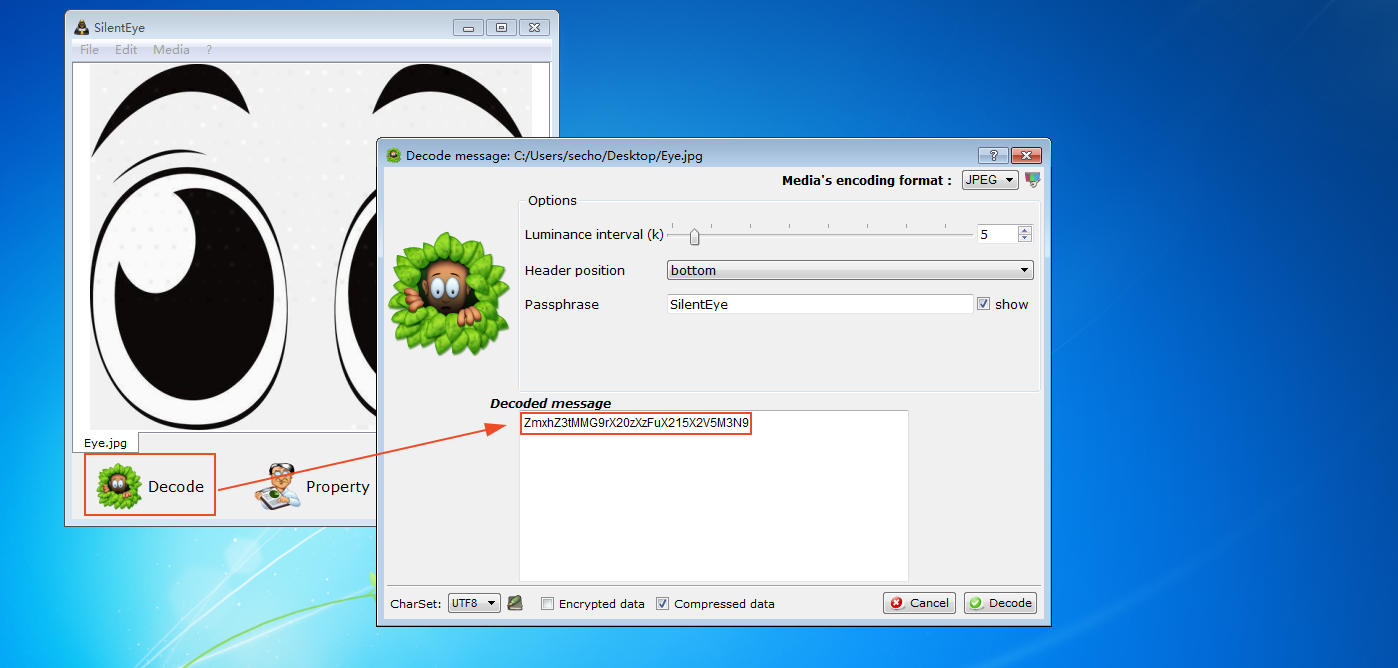 SilentEye
File Edit Media ?
Eye.jpg
Decode
Property
Decode message: C:/Users/secho/Desktop/Eye.jpg
?
Media's encoding format : JPEG
Options
Luminance interval (k) 5
Header position bottom
Passphrase SilentEye show
Decoded message
ZmxhZ3tMMG9rX20zXzFuX215X2V5M3N9
CharSet: UTF8 Encrypted data Compressed data Cancel Decode